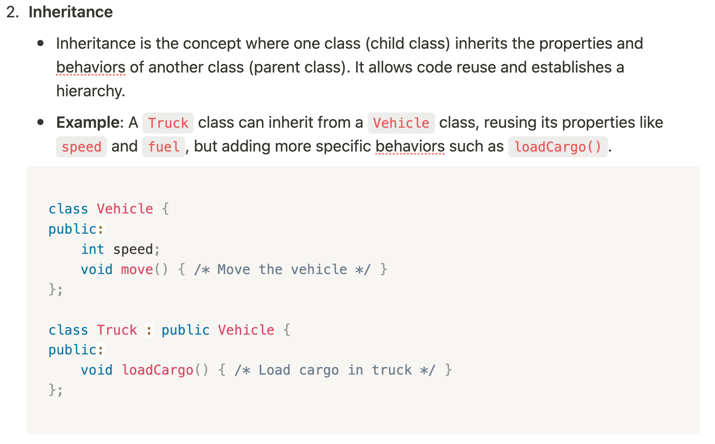 2. Inheritance
• Inheritance is the concept where one class (child class) inherits the properties and
behaviors of another class (parent class). It allows code reuse and establishes a
hierarchy.
• Example: A Truck class can inherit from a Vehicle class, reusing its properties like
speed and fuel, but adding more specific behaviors such as loadCargo().
class Vehicle {
public:
    int speed;
    void move() { /* Move the vehicle */ }
};

class Truck : public Vehicle {
public:
    void loadCargo() { /* Load cargo in truck */ }
};